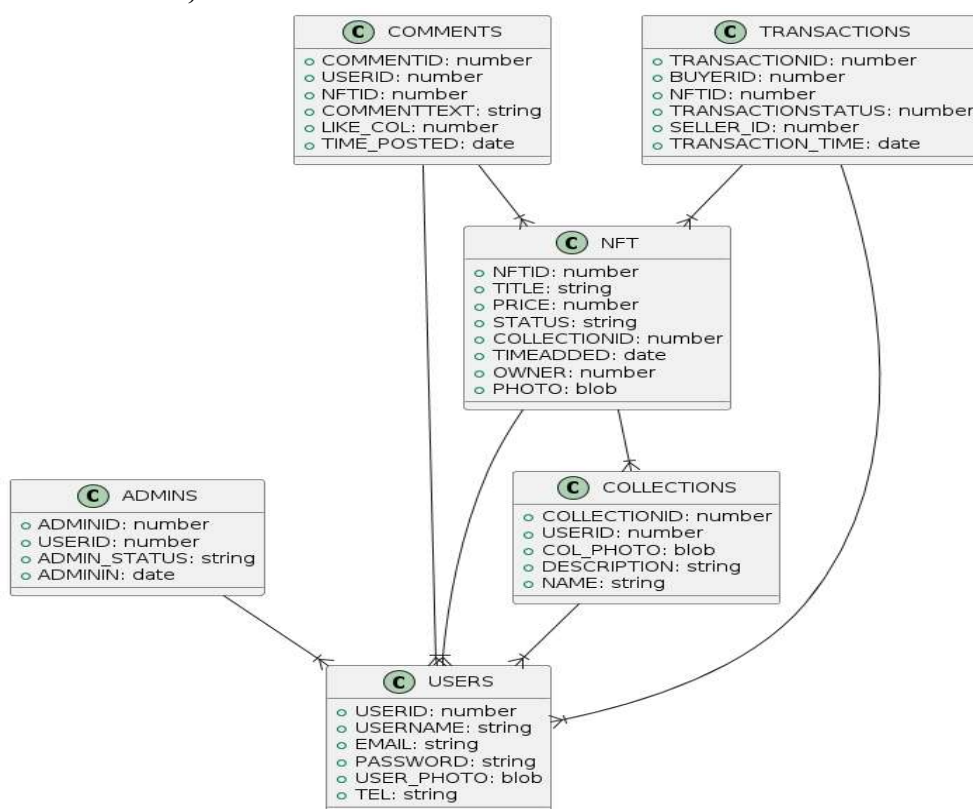 C COMMENTS
COMMENTID: number
USERID: number
NFTID: number
COMMENTTEXT: string
LIKE_COL: number
TIME_POSTED: date
C TRANSACTIONS
TRANSACTIONID: number
BUYERID: number
NFTID: number
TRANSACTIONSTATUS: number
SELLER_ID: number
TRANSACTION_TIME: date
C NFT
NFTID: number
TITLE: string
PRICE: number
STATUS: string
COLLECTIONID: number
TIMEADDED: date
OWNER: number
PHOTO: blob
C ADMINS
ADMINID: number
USERID: number
ADMIN_STATUS: string
ADMININ: date
C COLLECTIONS
COLLECTIONID: number
USERID: number
COL_PHOTO: blob
DESCRIPTION: string
NAME: string
C USERS
USERID: number
USERNAME: string
EMAIL: string
PASSWORD: string
USER_PHOTO: blob
TEL: string